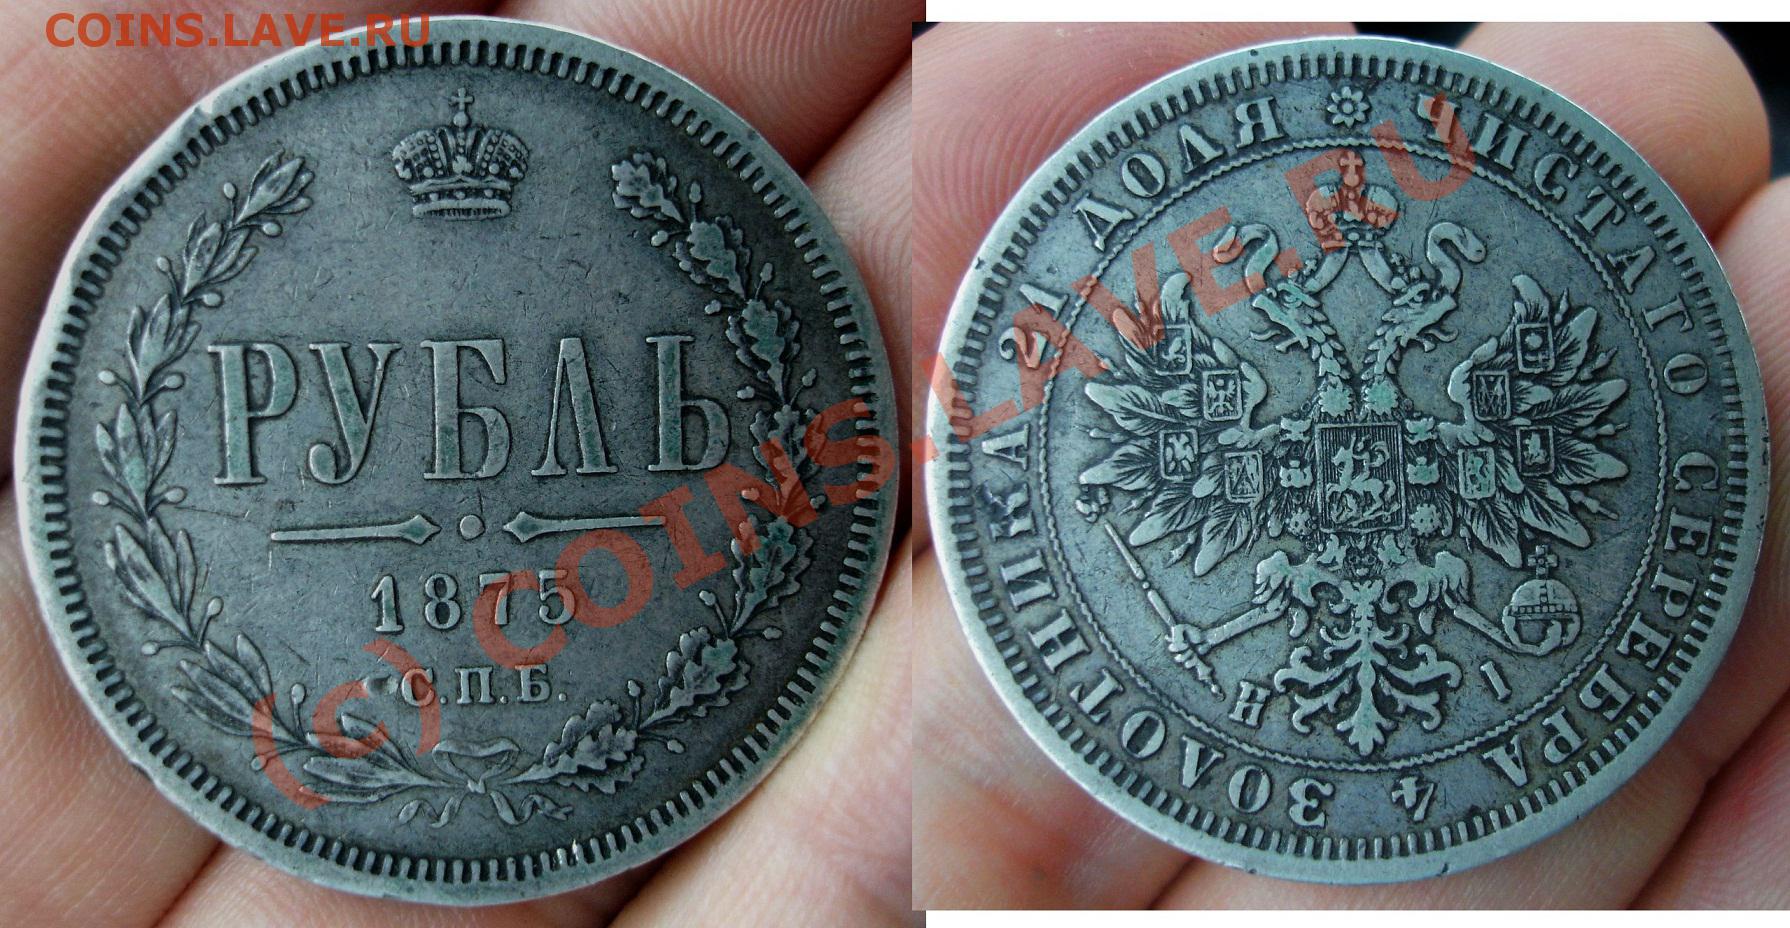 COINS.LAVE.RU
РУБЛЬ
1875
С.П.Б.
ЧИСТАГО СЕРЕБРА 4 ЗОЛОТНИКА 21 ДОЛЯ
Н I
(c) COINS.LAVE.RU